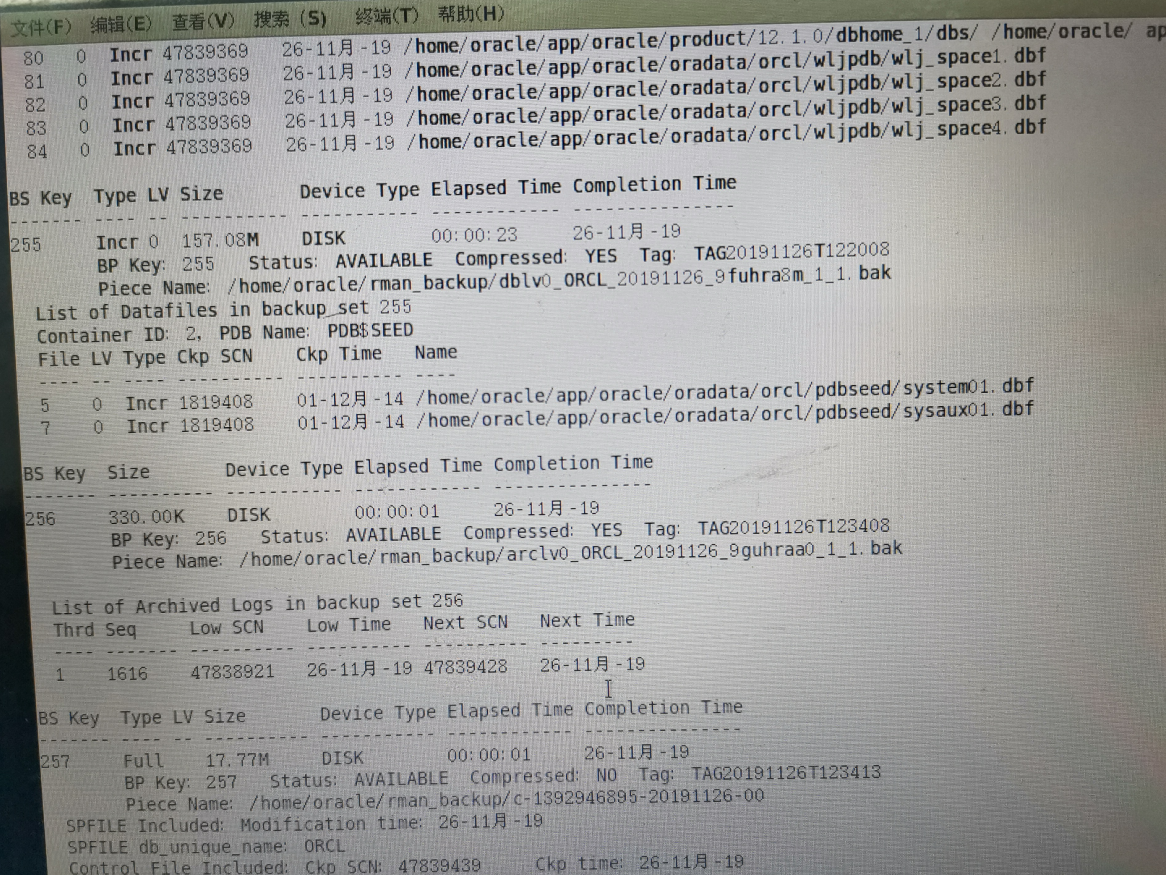 文件(F) 编辑(E) 查看(V) 搜索 (S) 终端(T) 帮助(H)
80 0 Incr 47839369 26-11月 -19 /home/oracle/app/oracle/product/12.1.0/dbhome_1/dbs/ /home/oracle/ ap
81 0 Incr 47839369 26-11月 -19 /home/oracle/app/oracle/oradata/orcl/wljpdb/wlj_space1.dbf
82 0 Incr 47839369 26-11月 -19 /home/oracle/app/oracle/oradata/orcl/wljpdb/wlj_space2.dbf
83 0 Incr 47839369 26-11月 -19 /home/oracle/app/oracle/oradata/orcl/wljpdb/wlj_space3.dbf
84 0 Incr 47839369 26-11月 -19 /home/oracle/app/oracle/oradata/orcl/wljpdb/wlj_space4.dbf
BS Key Type LV Size Device Type Elapsed Time Completion Time
------- ---- -- ---------- ----------- ------------ ---------------
255 Incr 0 157.08M DISK 00:00:23 26-11月 -19
BP Key: 255 Status: AVAILABLE Compressed: YES Tag: TAG20191126T122008
Piece Name: /home/oracle/rman_backup/dblv0_ORCL_20191126_9fuhra8m_1_1.bak
List of Datafiles in backup set 255
Container ID: 2, PDB Name: PDB$SEED
File LV Type Ckp SCN Ckp Time Name
---- -- ---- ---------- ---------- ----
5 0 Incr 1819408 01-12月 -14 /home/oracle/app/oracle/oradata/orcl/pdbseed/system01.dbf
7 0 Incr 1819408 01-12月 -14 /home/oracle/app/oracle/oradata/orcl/pdbseed/sysaux01.dbf
BS Key Size Device Type Elapsed Time Completion Time
------- ---------- ----------- ------------ ---------------
256 330.00K DISK 00:00:01 26-11月 -19
BP Key: 256 Status: AVAILABLE Compressed: YES Tag: TAG20191126T123408
Piece Name: /home/oracle/rman_backup/arclv0_ORCL_20191126_9guhraa0_1_1.bak
List of Archived Logs in backup set 256
Thrd Seq Low SCN Low Time Next SCN Next Time
---- ------- ---------- ---------- ---------- ---------
1 1616 47838921 26-11月 -19 47839428 26-11月 -19
BS Key Type LV Size Device Type Elapsed Time Completion Time
------- ---- -- ---------- ----------- ------------ ---------------
257 Full 17.77M DISK 00:00:01 26-11月 -19
BP Key: 257 Status: AVAILABLE Compressed: NO Tag: TAG20191126T123413
Piece Name: /home/oracle/rman_backup/c-1392946895-20191126-00
SPFILE Included: Modification time: 26-11月 -19
SPFILE db_unique_name: ORCL
Control File Included: Ckp SCN: 47839439 Ckp time: 26-11月 -19